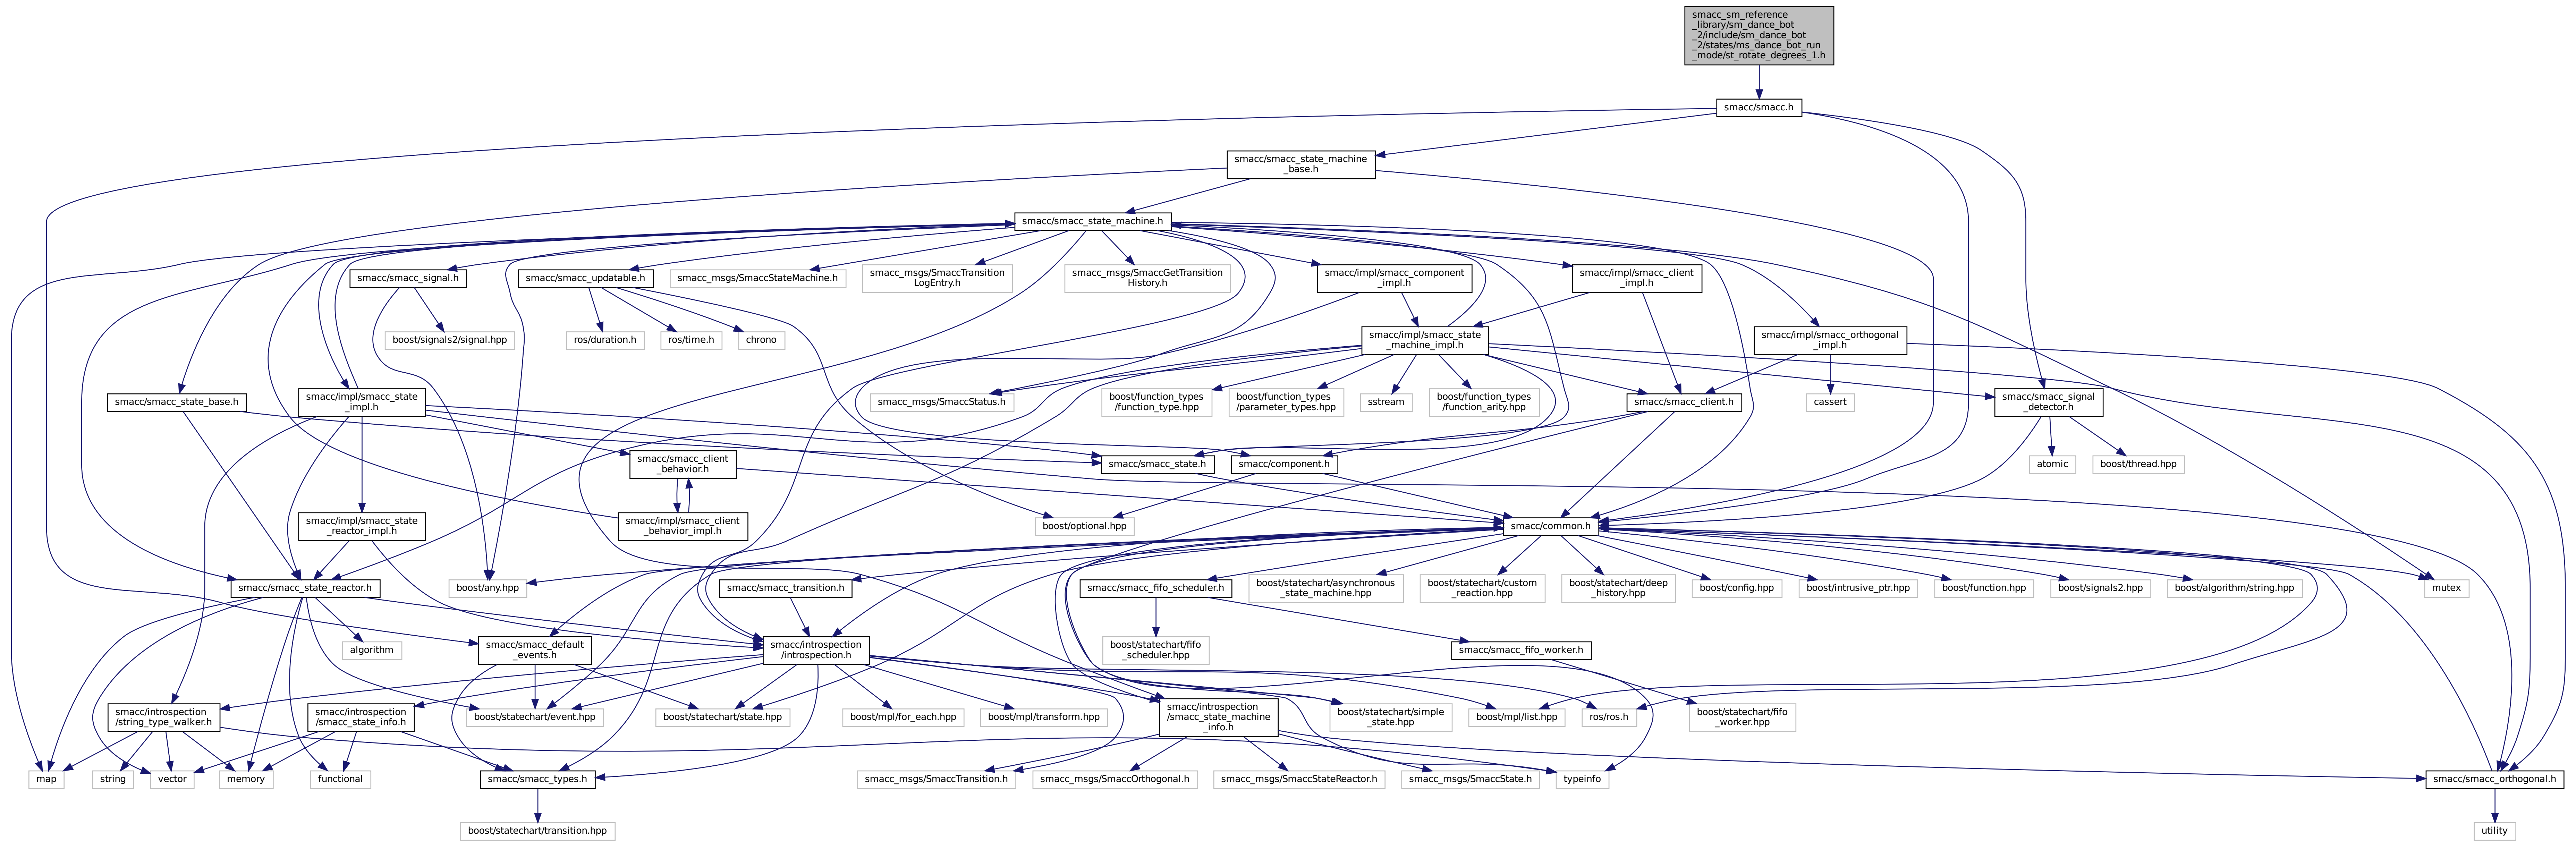 smacc_sm_reference
_library/sm_dance_bot
_2/include/sm_dance_bot
_2/states/ms_dance_bot_run
_mode/st_rotate_degrees_1.h
smacc/smacc.h
smacc/smacc_state_machine
_base.h
smacc/smacc_state_machine.h
smacc/smacc_signal.h
smacc/smacc_updatable.h
smacc_msgs/SmaccStateMachine.h
smacc_msgs/SmaccTransition
LogEntry.h
smacc_msgs/SmaccGetTransition
History.h
smacc/impl/smacc_component
_impl.h
smacc/impl/smacc_client
_impl.h
boost/signals2/signal.hpp
ros/duration.h
ros/time.h
chrono
smacc/impl/smacc_state
_machine_impl.h
smacc/impl/smacc_orthogonal
_impl.h
smacc/smacc_state_base.h
smacc/impl/smacc_state
_impl.h
smacc_msgs/SmaccStatus.h
boost/function_types
/function_type.hpp
boost/function_types
/parameter_types.hpp
sstream
boost/function_types
/function_arity.hpp
smacc/smacc_client.h
cassert
smacc/smacc_signal
_detector.h
smacc/smacc_client
_behavior.h
smacc/smacc_state.h
smacc/component.h
atomic
boost/thread.hpp
smacc/impl/smacc_state
_reactor_impl.h
smacc/impl/smacc_client
_behavior_impl.h
boost/optional.hpp
smacc/common.h
smacc/smacc_state_reactor.h
boost/any.hpp
smacc/smacc_transition.h
smacc/smacc_fifo_scheduler.h
boost/statechart/asynchronous
_state_machine.hpp
boost/statechart/custom
_reaction.hpp
boost/statechart/deep
_history.hpp
boost/config.hpp
boost/intrusive_ptr.hpp
boost/function.hpp
boost/signals2.hpp
boost/algorithm/string.hpp
mutex
algorithm
smacc/smacc_default
_events.h
smacc/introspection
/introspection.h
boost/statechart/fifo
_scheduler.hpp
smacc/smacc_fifo_worker.h
smacc/introspection
/string_type_walker.h
smacc/introspection
/smacc_state_info.h
boost/statechart/event.hpp
boost/statechart/state.hpp
boost/mpl/for_each.hpp
boost/mpl/transform.hpp
smacc/introspection
/smacc_state_machine
_info.h
boost/statechart/simple
_state.hpp
boost/mpl/list.hpp
ros/ros.h
boost/statechart/fifo
_worker.hpp
map
string
vector
memory
functional
smacc/smacc_types.h
smacc_msgs/SmaccTransition.h
smacc_msgs/SmaccOrthogonal.h
smacc_msgs/SmaccStateReactor.h
smacc_msgs/SmaccState.h
typeinfo
smacc/smacc_orthogonal.h
boost/statechart/transition.hpp
utility